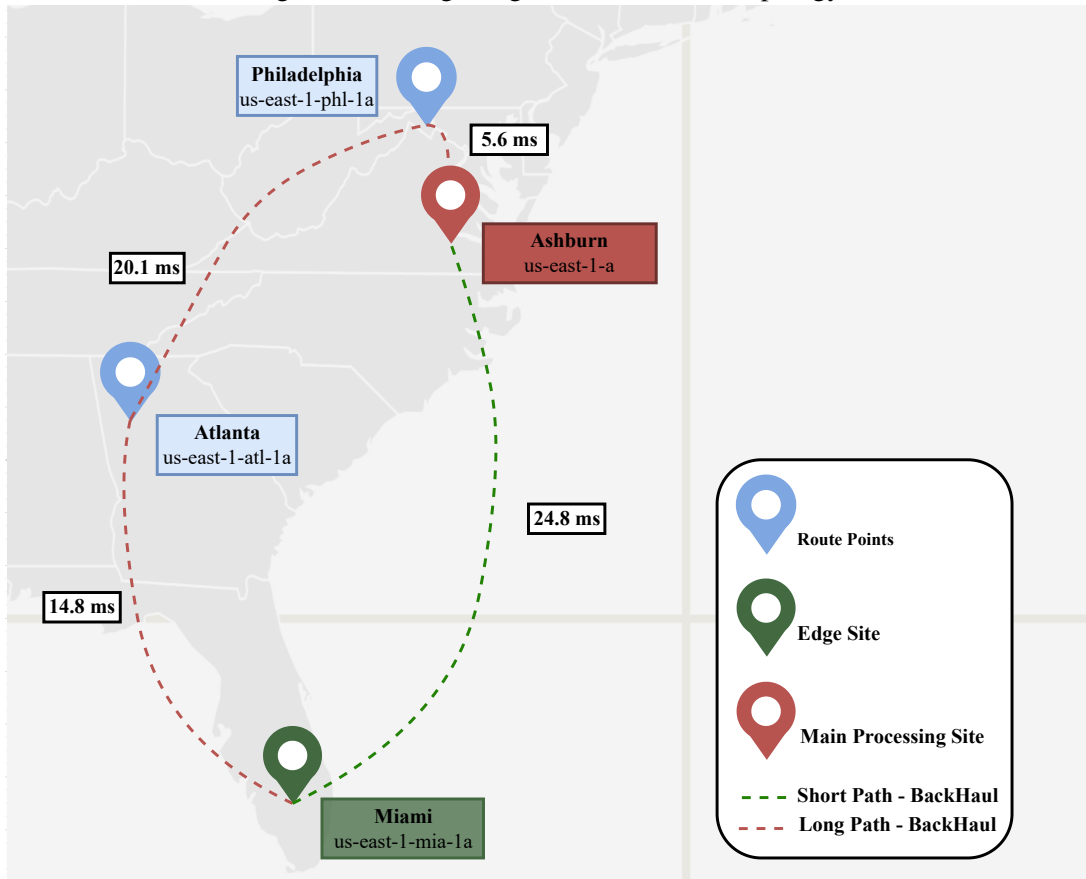 Philadelphia
us-east-1-phl-1a
5.6 ms
Ashburn
us-east-1-a
20.1 ms
Atlanta
us-east-1-atl-1a
24.8 ms
14.8 ms
Miami
us-east-1-mia-1a
Route Points
Edge Site
Main Processing Site
Short Path - BackHaul
Long Path - BackHaul